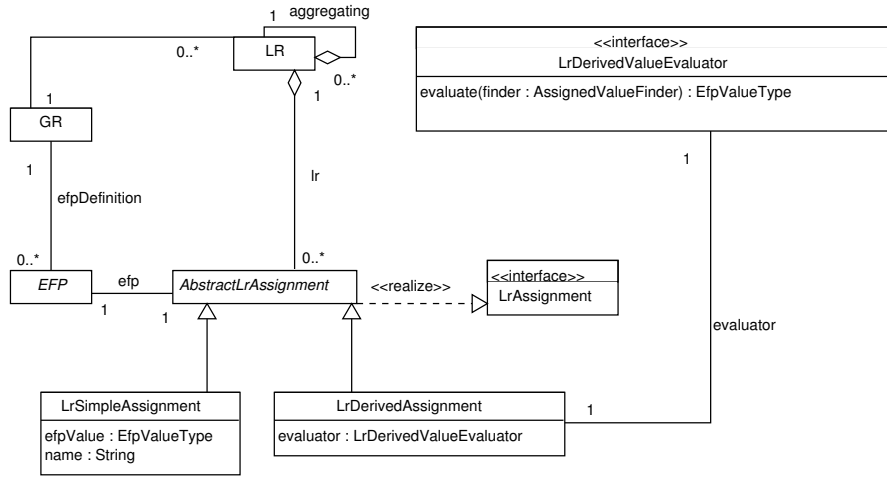 aggregating
1
LR
0..*
0..*
1
1
GR
1
efpDefinition
lr
0..*
0..*
EFP
efp
1
1
AbstractLrAssignment
<<realize>>
<<interface>>
LrAssignment
<<interface>>
LrDerivedValueEvaluator
evaluate(finder : AssignedValueFinder) : EfpValueType
1
evaluator
1
LrSimpleAssignment
efpValue : EfpValueType
name : String
LrDerivedAssignment
evaluator : LrDerivedValueEvaluator